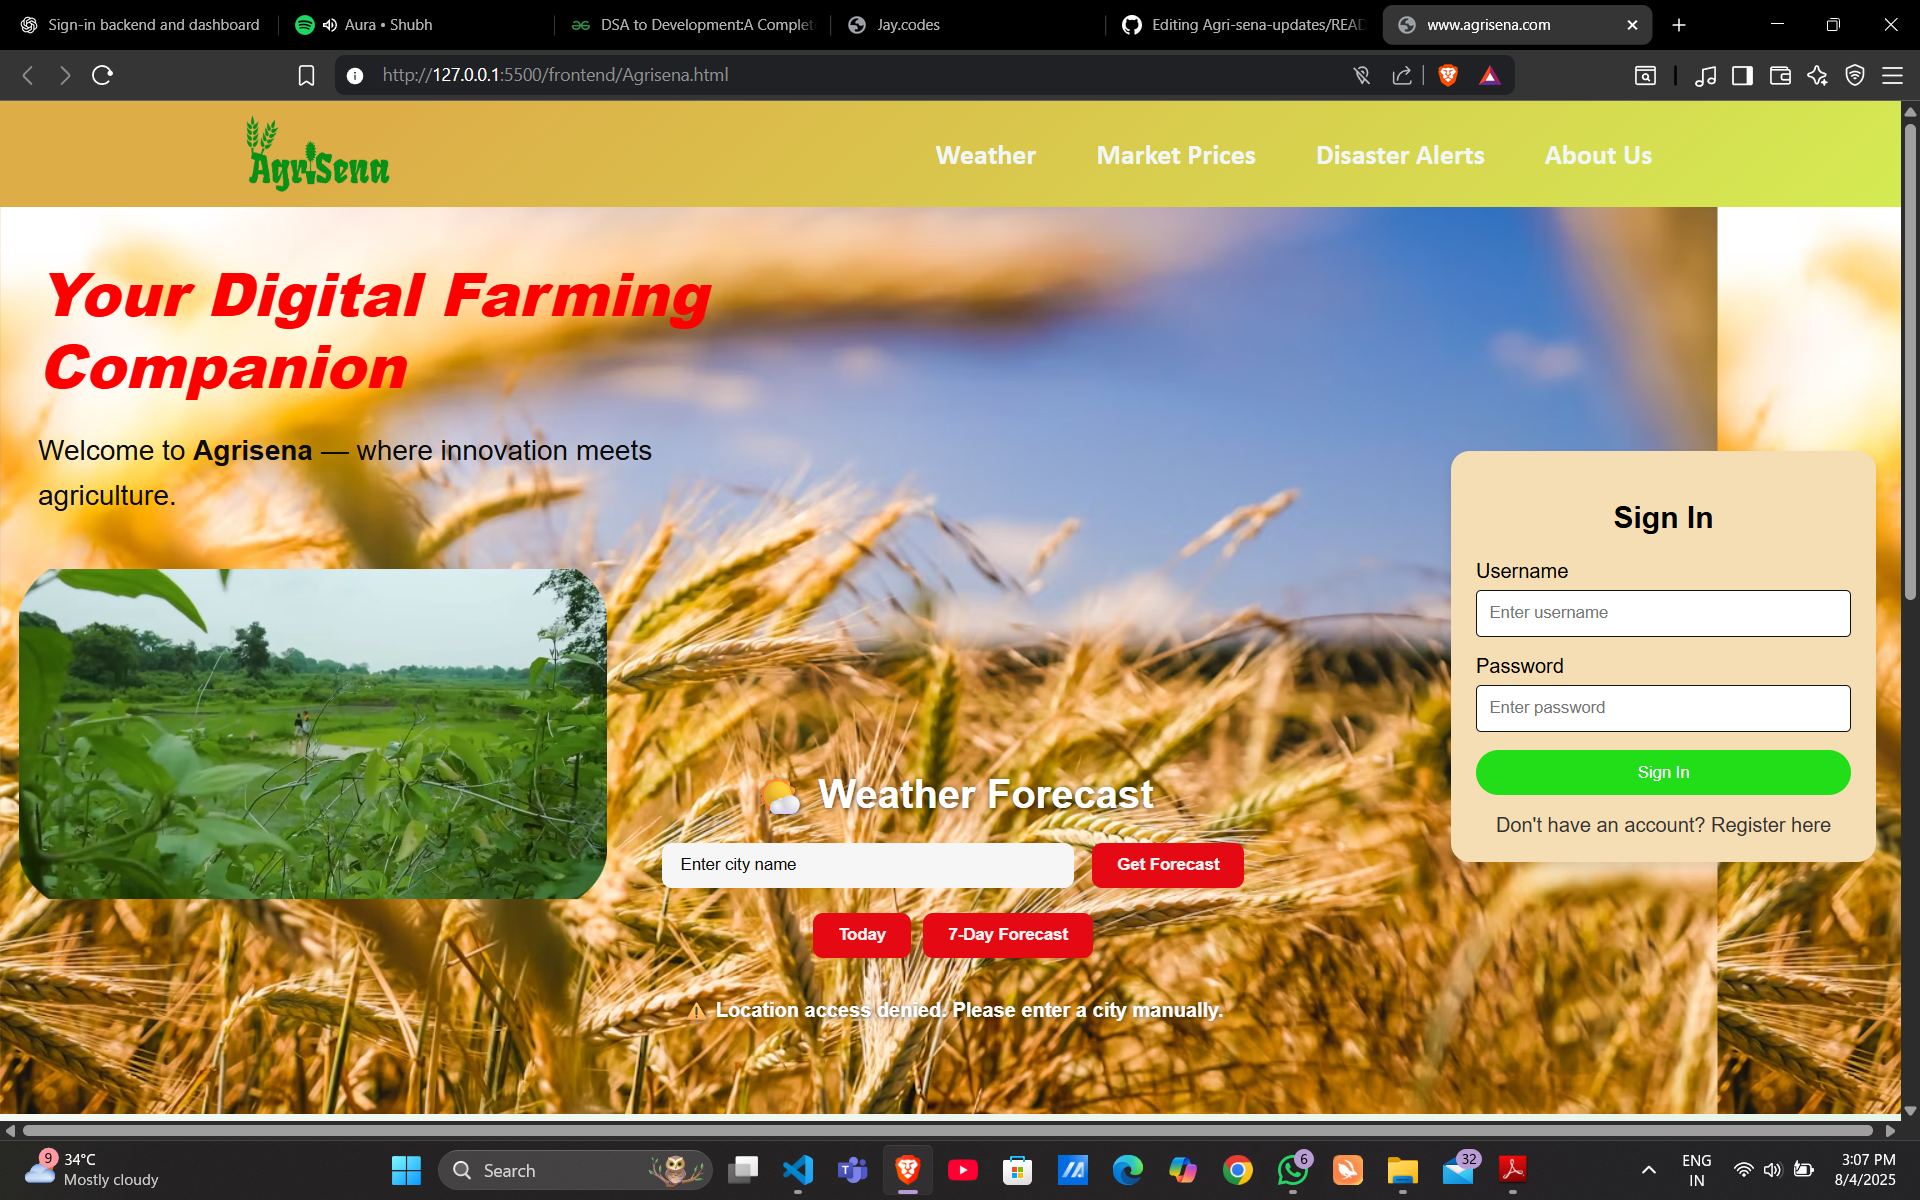 Sign-in backend and dashboard
Aura • Shubh
DSA to Development:A Complet
Jay.codes
Editing Agri-sena-updates/READ
www.agrisena.com
http://127.0.0.1:5500/frontend/Agrisena.html
AgriSena
Weather
Market Prices
Disaster Alerts
About Us
Your Digital Farming
Companion
Welcome to Agrisena — where innovation meets
agriculture.
Sign In
Username
Enter username
Password
Enter password
Sign In
Don't have an account? Register here
Weather Forecast
Enter city name
Get Forecast
Today
7-Day Forecast
Location access denied. Please enter a city manually.
9
34°C
Mostly cloudy
Search
6
32
ENG
IN
3:07 PM
8/4/2025